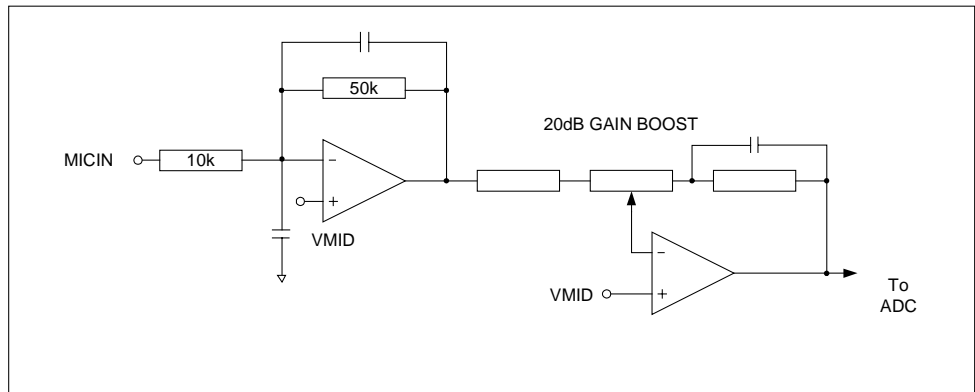 50k
20dB GAIN BOOST
MICIN
10k
−
+
VMID
−
VMID
+
To
ADC